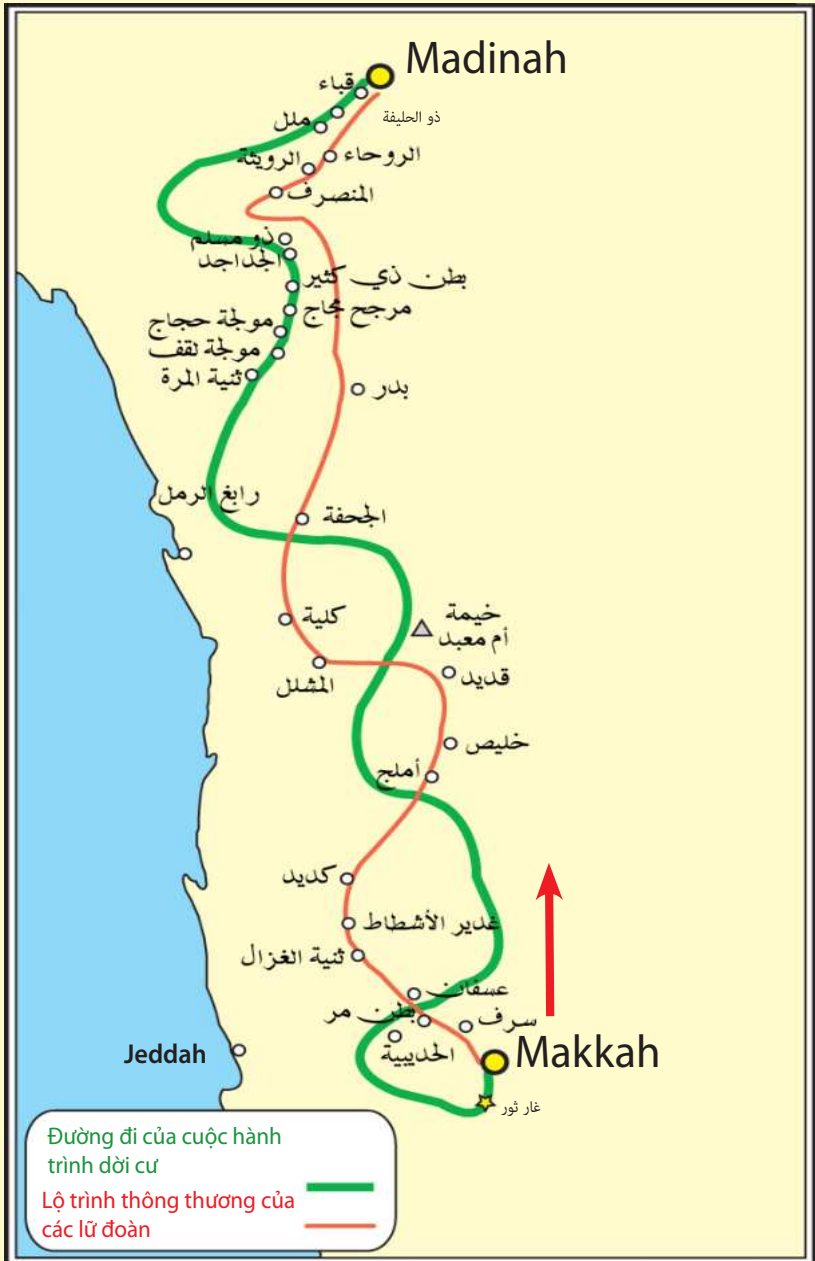 Madinah
قباء
ذو الحليفة
ملل
الروحاء
الرويثة
المنصرف
ذو مسلم
الجداجد
بطن ذي كثير
مرجح مجاج
مولجة حجاج
مولجة لقف
ثنية المرة
بدر
رابغ الرمل
الجحفة
خيمة
أم معبد
كلية
قديد
المشلل
خليص
أملج
كديد
غدير الأشطاط
ثنية الغزال
عسفان
بطن مر
سرف
الحديبية
Jeddah
Makkah
غار ثور
Đường đi của cuộc hành
trình dời cư
Lộ trình thông thương của
các lữ đoàn